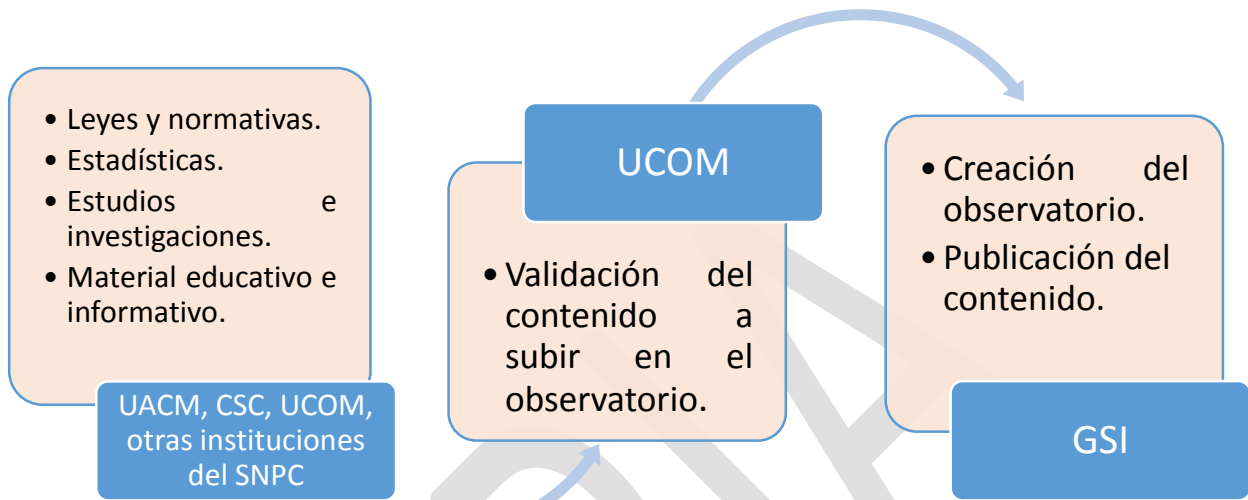 • Leyes y normativas.
• Estadísticas.
• Estudios e
investigaciones.
• Material educativo e
informativo.
UACM, CSC, UCOM,
otras instituciones
del SNPC
UCOM
• Validación del
contenido a
subir en el
observatorio.
• Creación del
observatorio.
• Publicación del
contenido.
GSI